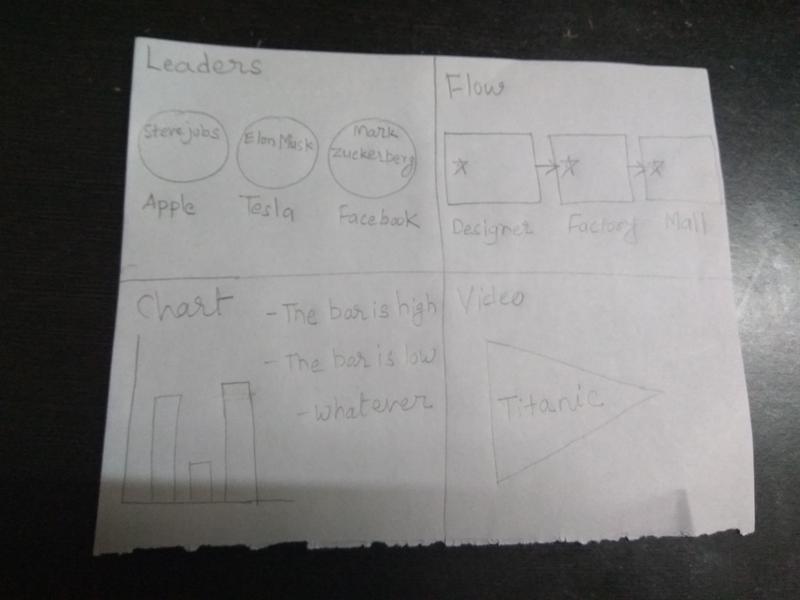 Leaders
Steve jobs
Elon Musk
Mark
Zuckerberg
Apple
Tesla
Facebook
Flow
Designer
Factory
Mall
Chart
- The bar is high
- The bar is low
- whatever
Video
Titanic